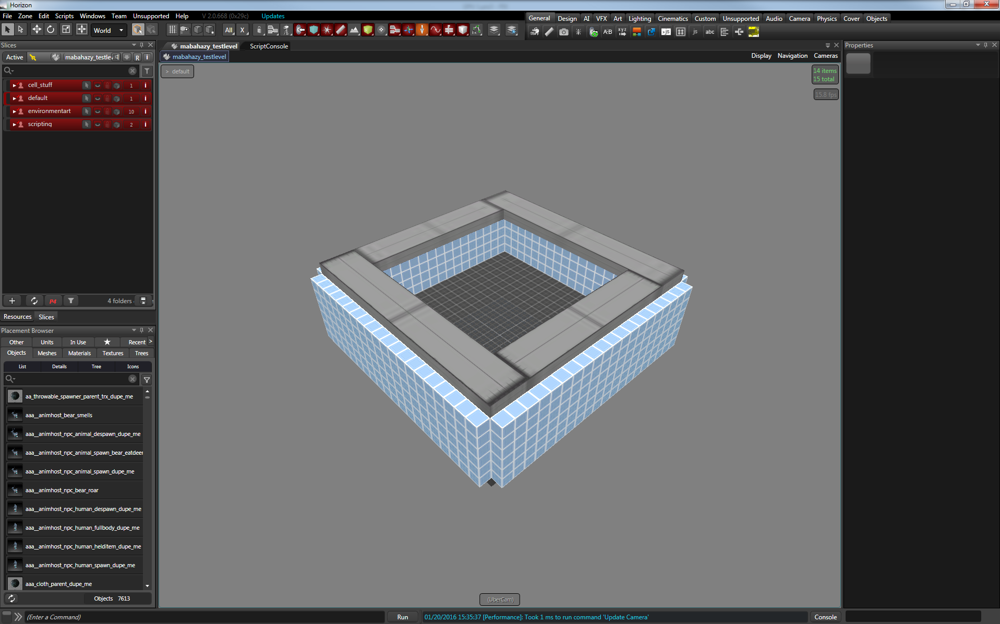 Horizon
File Zone Edit Scripts Windows Team Unsupported Help V 2.0.668 (0x29c) Updates
General Design AI VFX Art Lighting Cinematics Custom Unsupported Audio Camera Physics Cover Objects
World
All X
A-B
xyz
js
js
abc
Slices
Active
R i
mabahazy_testlevel ScriptConsole
mabahazy_testlevel
Display Navigation Cameras
Properties
> default
14 items
15 total
15.8 fps
cell_stuff 1 i
default 1 i
environmentart 10 i
scripting 2 i
P4 4 folders
Resources Slices
Placement Browser
Other Units In Use ★ Recent >
Objects Meshes Materials Textures Trees
List Details Tree Icons
aa_throwable_spawner_parent_trx_dupe_me
aaa__animhost_bear_smells
aaa__animhost_npc_animal_despawn_dupe_me
aaa__animhost_npc_animal_spawn_bear_eatdeer
aaa__animhost_npc_animal_spawn_dupe_me
aaa__animhost_npc_bear_roar
aaa__animhost_npc_human_despawn_dupe_me
aaa__animhost_npc_human_fullbody_dupe_me
aaa__animhost_npc_human_helditem_dupe_me
aaa__animhost_npc_human_spawn_dupe_me
aaa_cloth_parent_dupe_me
Objects 7613
(UberCam)
(Enter a Command)
Run
01/20/2016 15:35:37 [Performance]: Took 1 ms to run command 'Update Camera'
Console